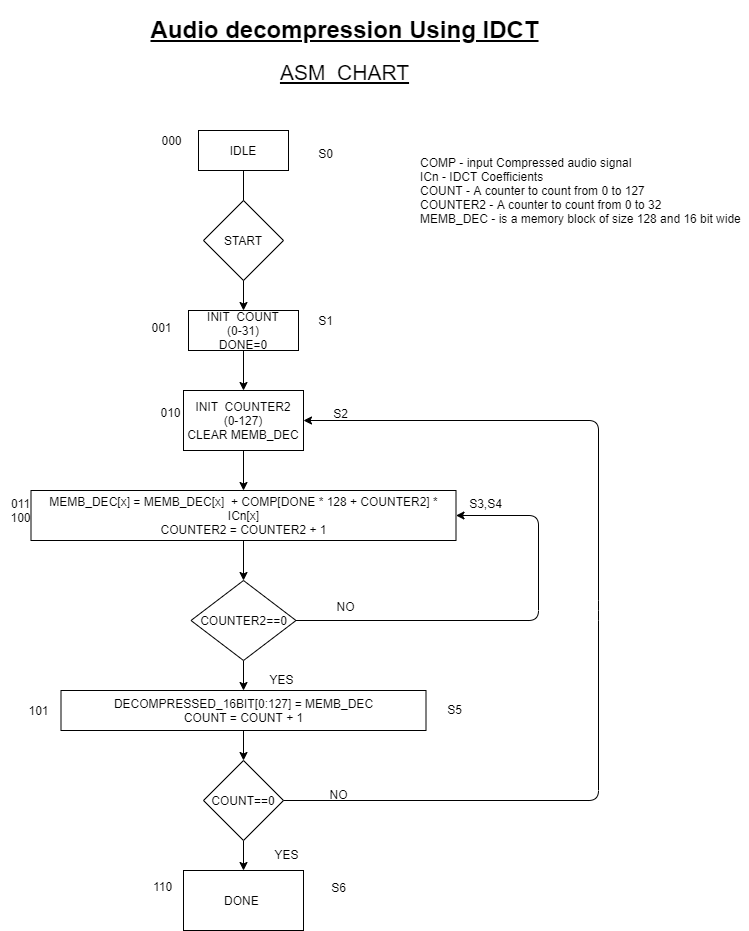 Audio decompression Using IDCT
ASM CHART
000
IDLE
S0
COMP - input Compressed audio signal
ICn - IDCT Coefficients
COUNT - A counter to count from 0 to 127
COUNTER2 - A counter to count from 0 to 32
MEMB_DEC - is a memory block of size 128 and 16 bit wide
START
001
INIT COUNT
(0-31)
DONE=0
S1
010
INIT COUNTER2
(0-127)
CLEAR MEMB_DEC
S2
011
100
MEMB_DEC[x] = MEMB_DEC[x] + COMP[DONE * 128 + COUNTER2] *
ICn[x]
COUNTER2 = COUNTER2 + 1
S3,S4
COUNTER2==0
NO
YES
101
DECOMPRESSED_16BIT[0:127] = MEMB_DEC
COUNT = COUNT + 1
S5
COUNT==0
NO
YES
110
DONE
S6